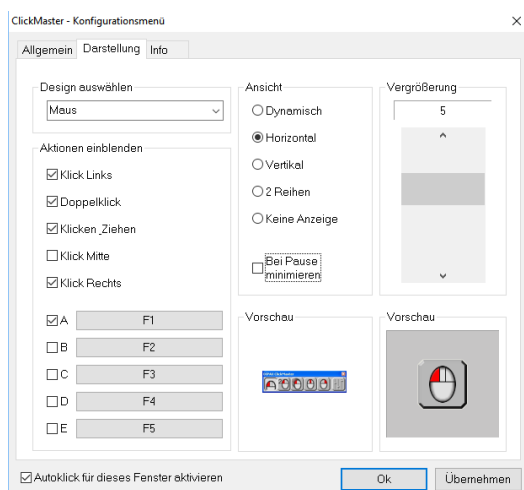 ClickMaster - Konfigurationsmenü
Allgemein Darstellung Info
Design auswählen
Maus
Aktionen einblenden
Klick Links
Doppelklick
Klicken_Ziehen
Klick Mitte
Klick Rechts
A F1
B F2
C F3
D F4
E F5
Ansicht
Dynamisch
Horizontal
Vertikal
2 Reihen
Keine Anzeige
Bei Pause
minimieren
Vergrößerung
5
Vorschau
Vorschau
Autoklick für dieses Fenster aktivieren
Ok Übernehmen